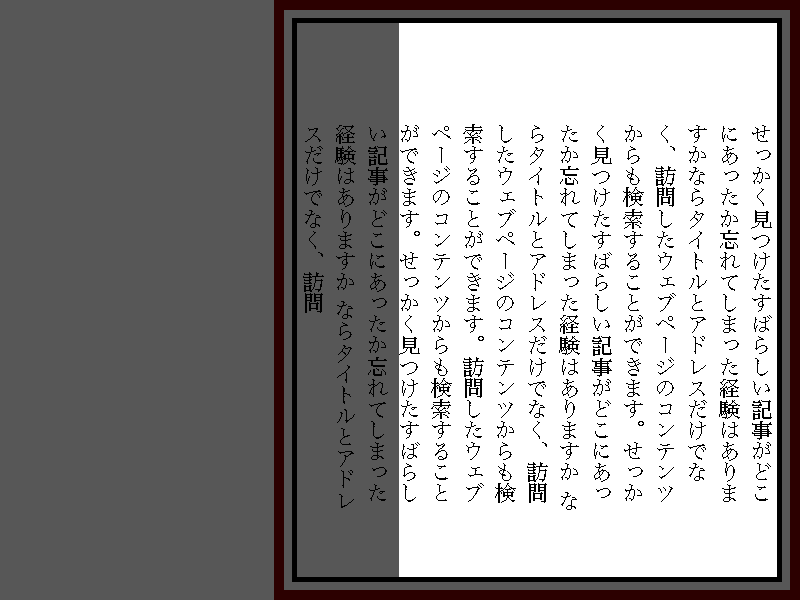 せっかく見つけたすばらしい記事がどこ
にあったか忘れてしまった経験はありま
すかならタイトルとアドレスだけでな
く、訪問したウェブページのコンテンツ
からも検索することができます。せっか
く見つけたすばらしい記事がどこにあっ
たか忘れてしまった経験はありますか な
らタイトルとアドレスだけでなく、訪問
したウェブページのコンテンツからも検
索することができます。訪問したウェブ
ページのコンテンツからも検索すること
ができます。せっかく見つけたすばらし
い記事がどこにあったか忘れてしまった
経験はありますか ならタイトルとアドレ
スだけでなく、訪問